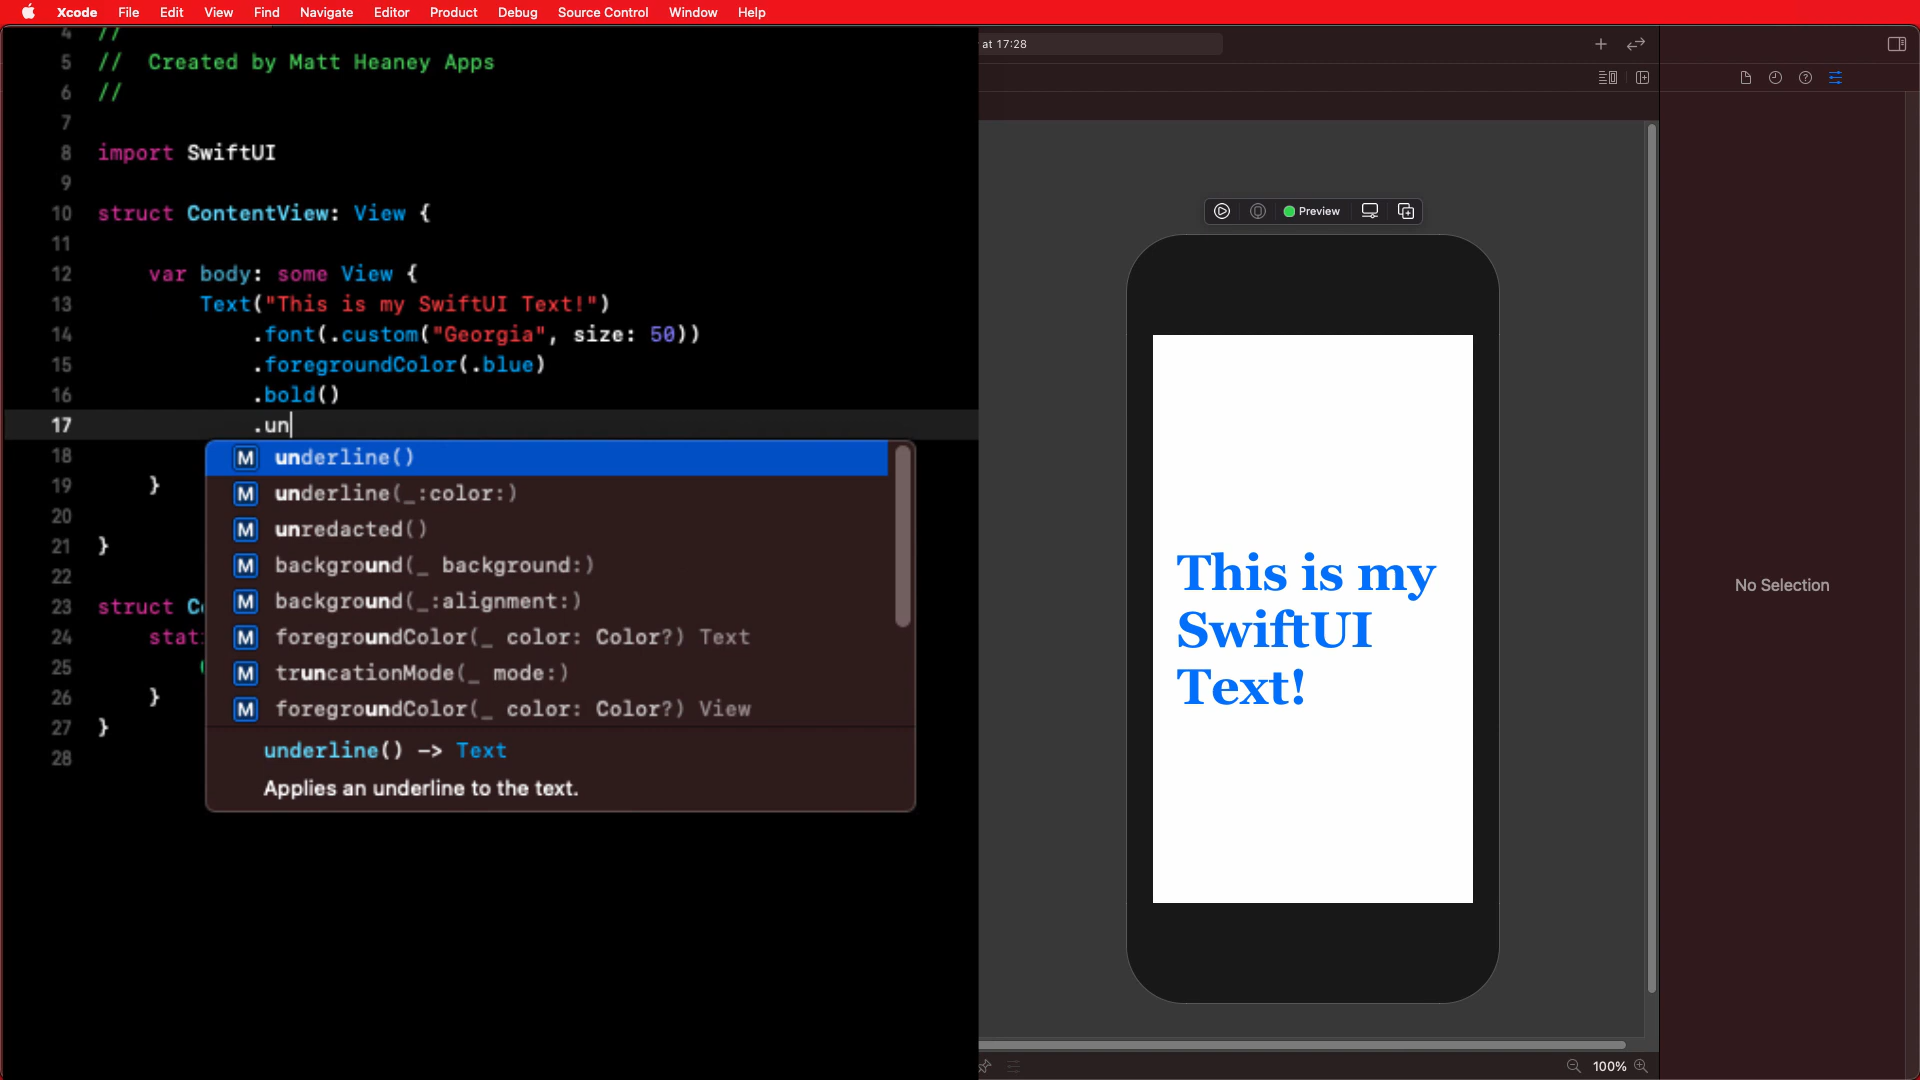 Xcode File Edit View Find Navigate Editor Product Debug Source Control Window Help
at 17:28
4 //
5 // Created by Matt Heaney Apps
6 //
7
8 import SwiftUI
9
10 struct ContentView: View {
11
12 var body: some View {
13 Text("This is my SwiftUI Text!")
14 .font(.custom("Georgia", size: 50))
15 .foregroundColor(.blue)
16 .bold()
17 .un
18
19 }
20
21 }
22
23 struct Co
24 stati
25
26 }
27 }
28
M underline()
M underline(_:color:)
M unredacted()
M background(_ background:)
M background(_:alignment:)
M foregroundColor(_ color: Color?) Text
M truncationMode(_ mode:)
M foregroundColor(_ color: Color?) View
underline() -> Text
Applies an underline to the text.
Preview
This is my
SwiftUI
Text!
No Selection
100%